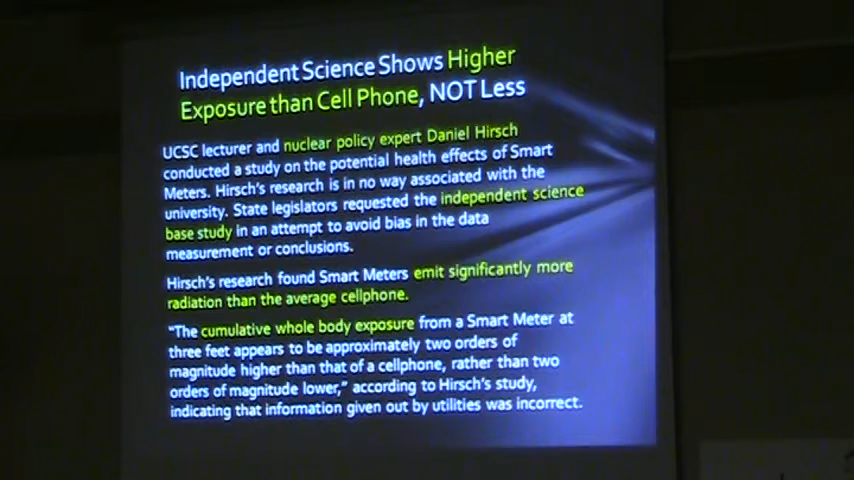 Independent Science Shows Higher
Exposure than Cell Phone, NOT Less
UCSC lecturer and nuclear policy expert Daniel Hirsch
conducted a study on the potential health effects of Smart
Meters. Hirsch's research is in no way associated with the
university. State legislators requested the independent science
base study in an attempt to avoid bias in the data
measurement or conclusions.
Hirsch's research found Smart Meters emit significantly more
radiation than the average cellphone.
"The cumulative whole body exposure from a Smart Meter at
three feet appears to be approximately two orders of
magnitude higher than that of a cellphone, rather than two
orders of magnitude lower," according to Hirsch's study,
indicating that information given out by utilities was incorrect.